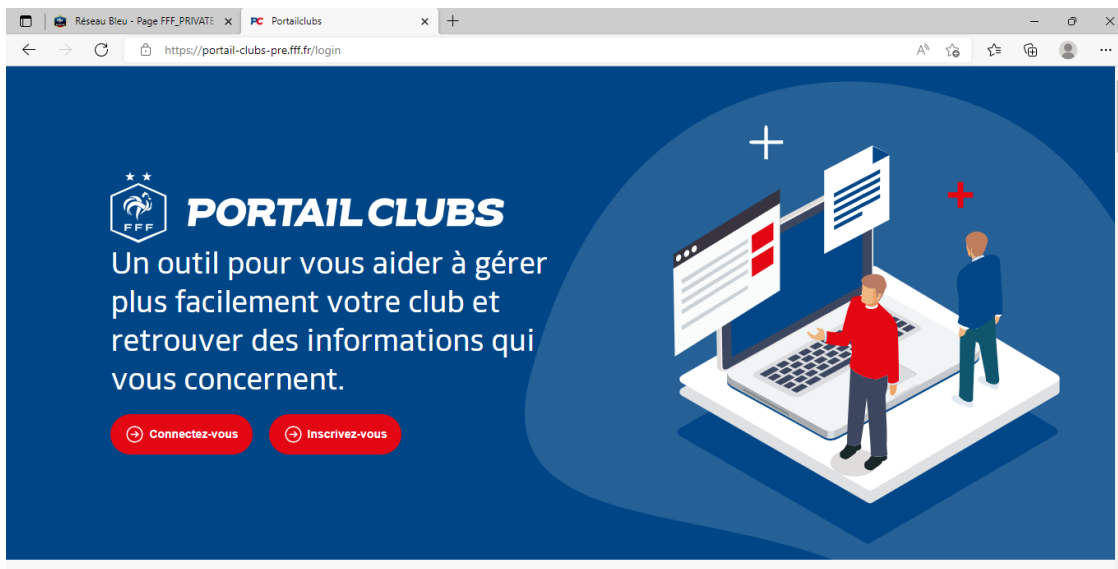 Réseau Bleu - Page FFF_PRIVATE
PC Portailclubs
https://portail-clubs-pre.fff.fr/login
FFF
PORTAIL CLUBS
Un outil pour vous aider à gérer
plus facilement votre club et
retrouver des informations qui
vous concernent.
Connectez-vous
Inscrivez-vous